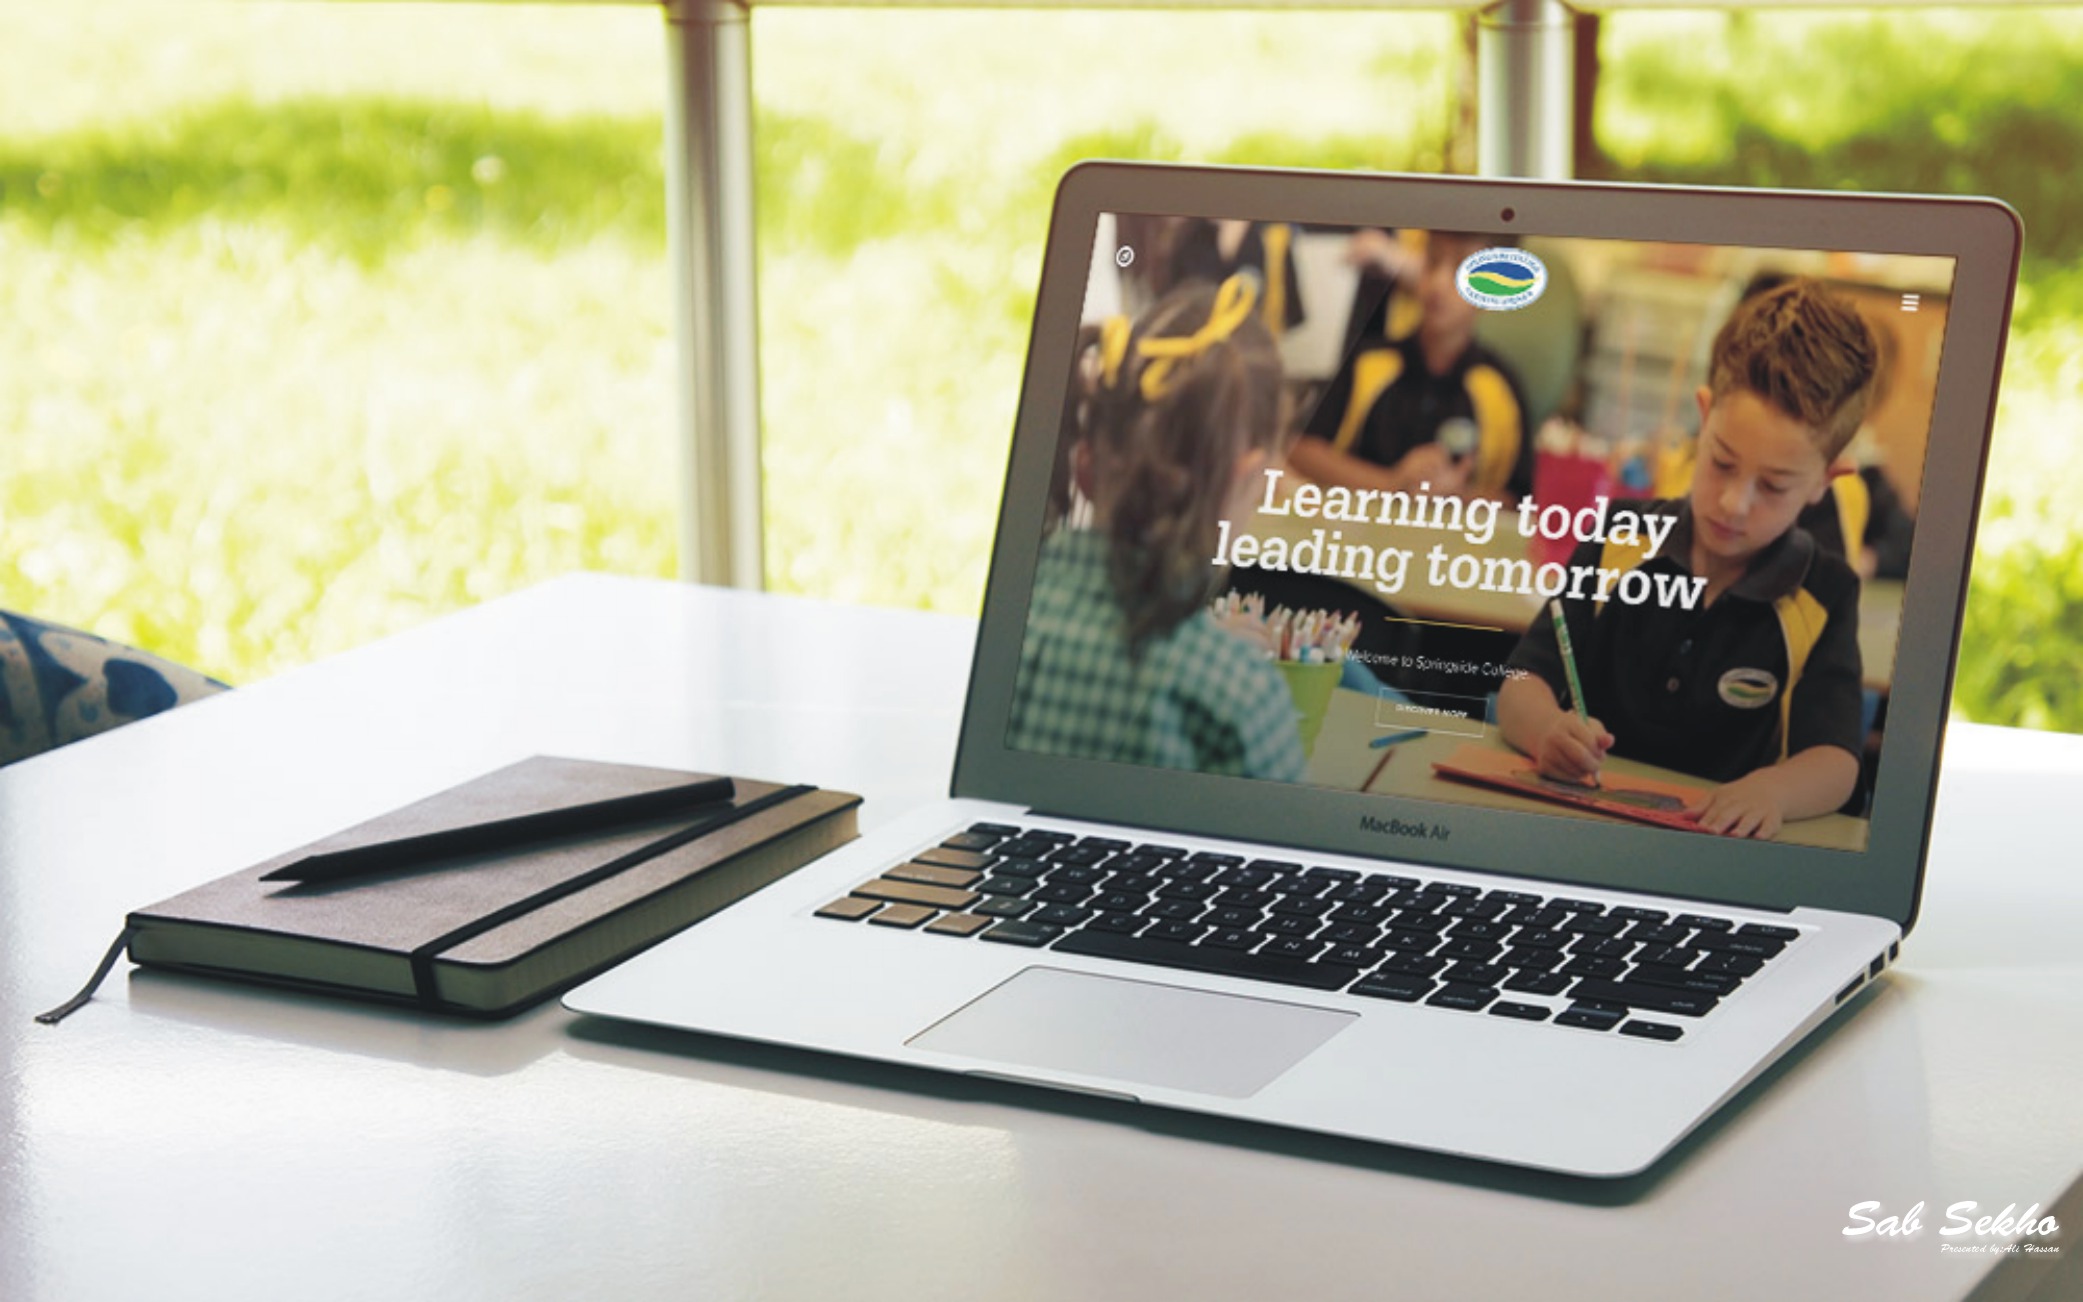 Learning today
leading tomorrow
Welcome to Springside College.
DISCOVER MORE
MacBook Air
Sab Sekho
Presented by:Ali Hassan